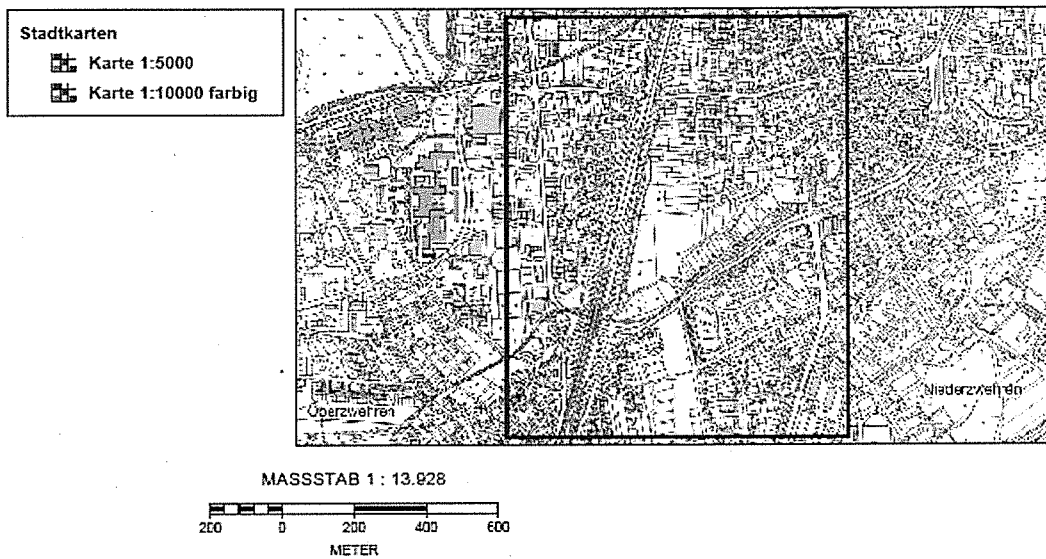 Stadtkarten
Karte 1:5000
Karte 1:10000 farbig
Oberzwehren
Niederzwehren
MASSSTAB 1 : 13.928
200 0 200 400 600
METER